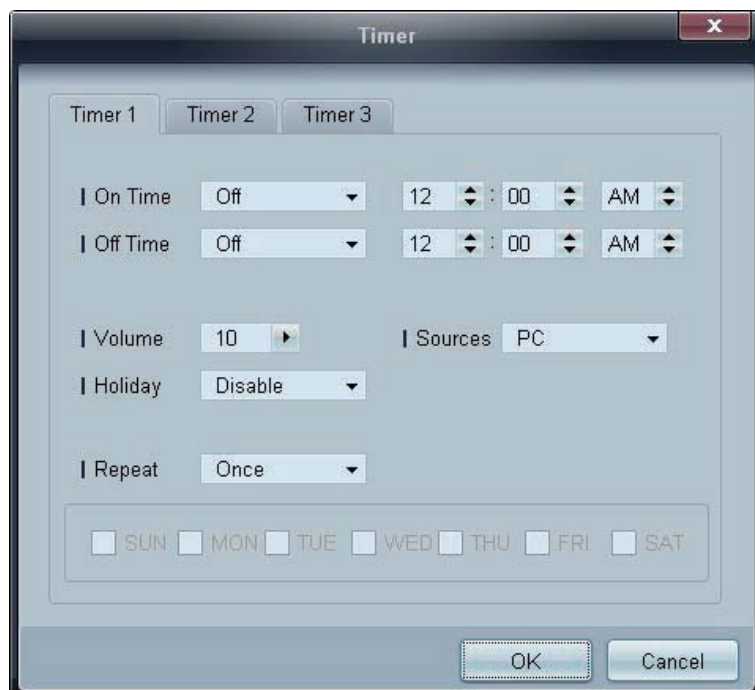 Timer
x
Timer 1 Timer 2 Timer 3
On Time Off 12 : 00 AM
Off Time Off 12 : 00 AM
Volume 10 Sources PC
Holiday Disable
Repeat Once
SUN MON TUE WED THU FRI SAT
OK Cancel